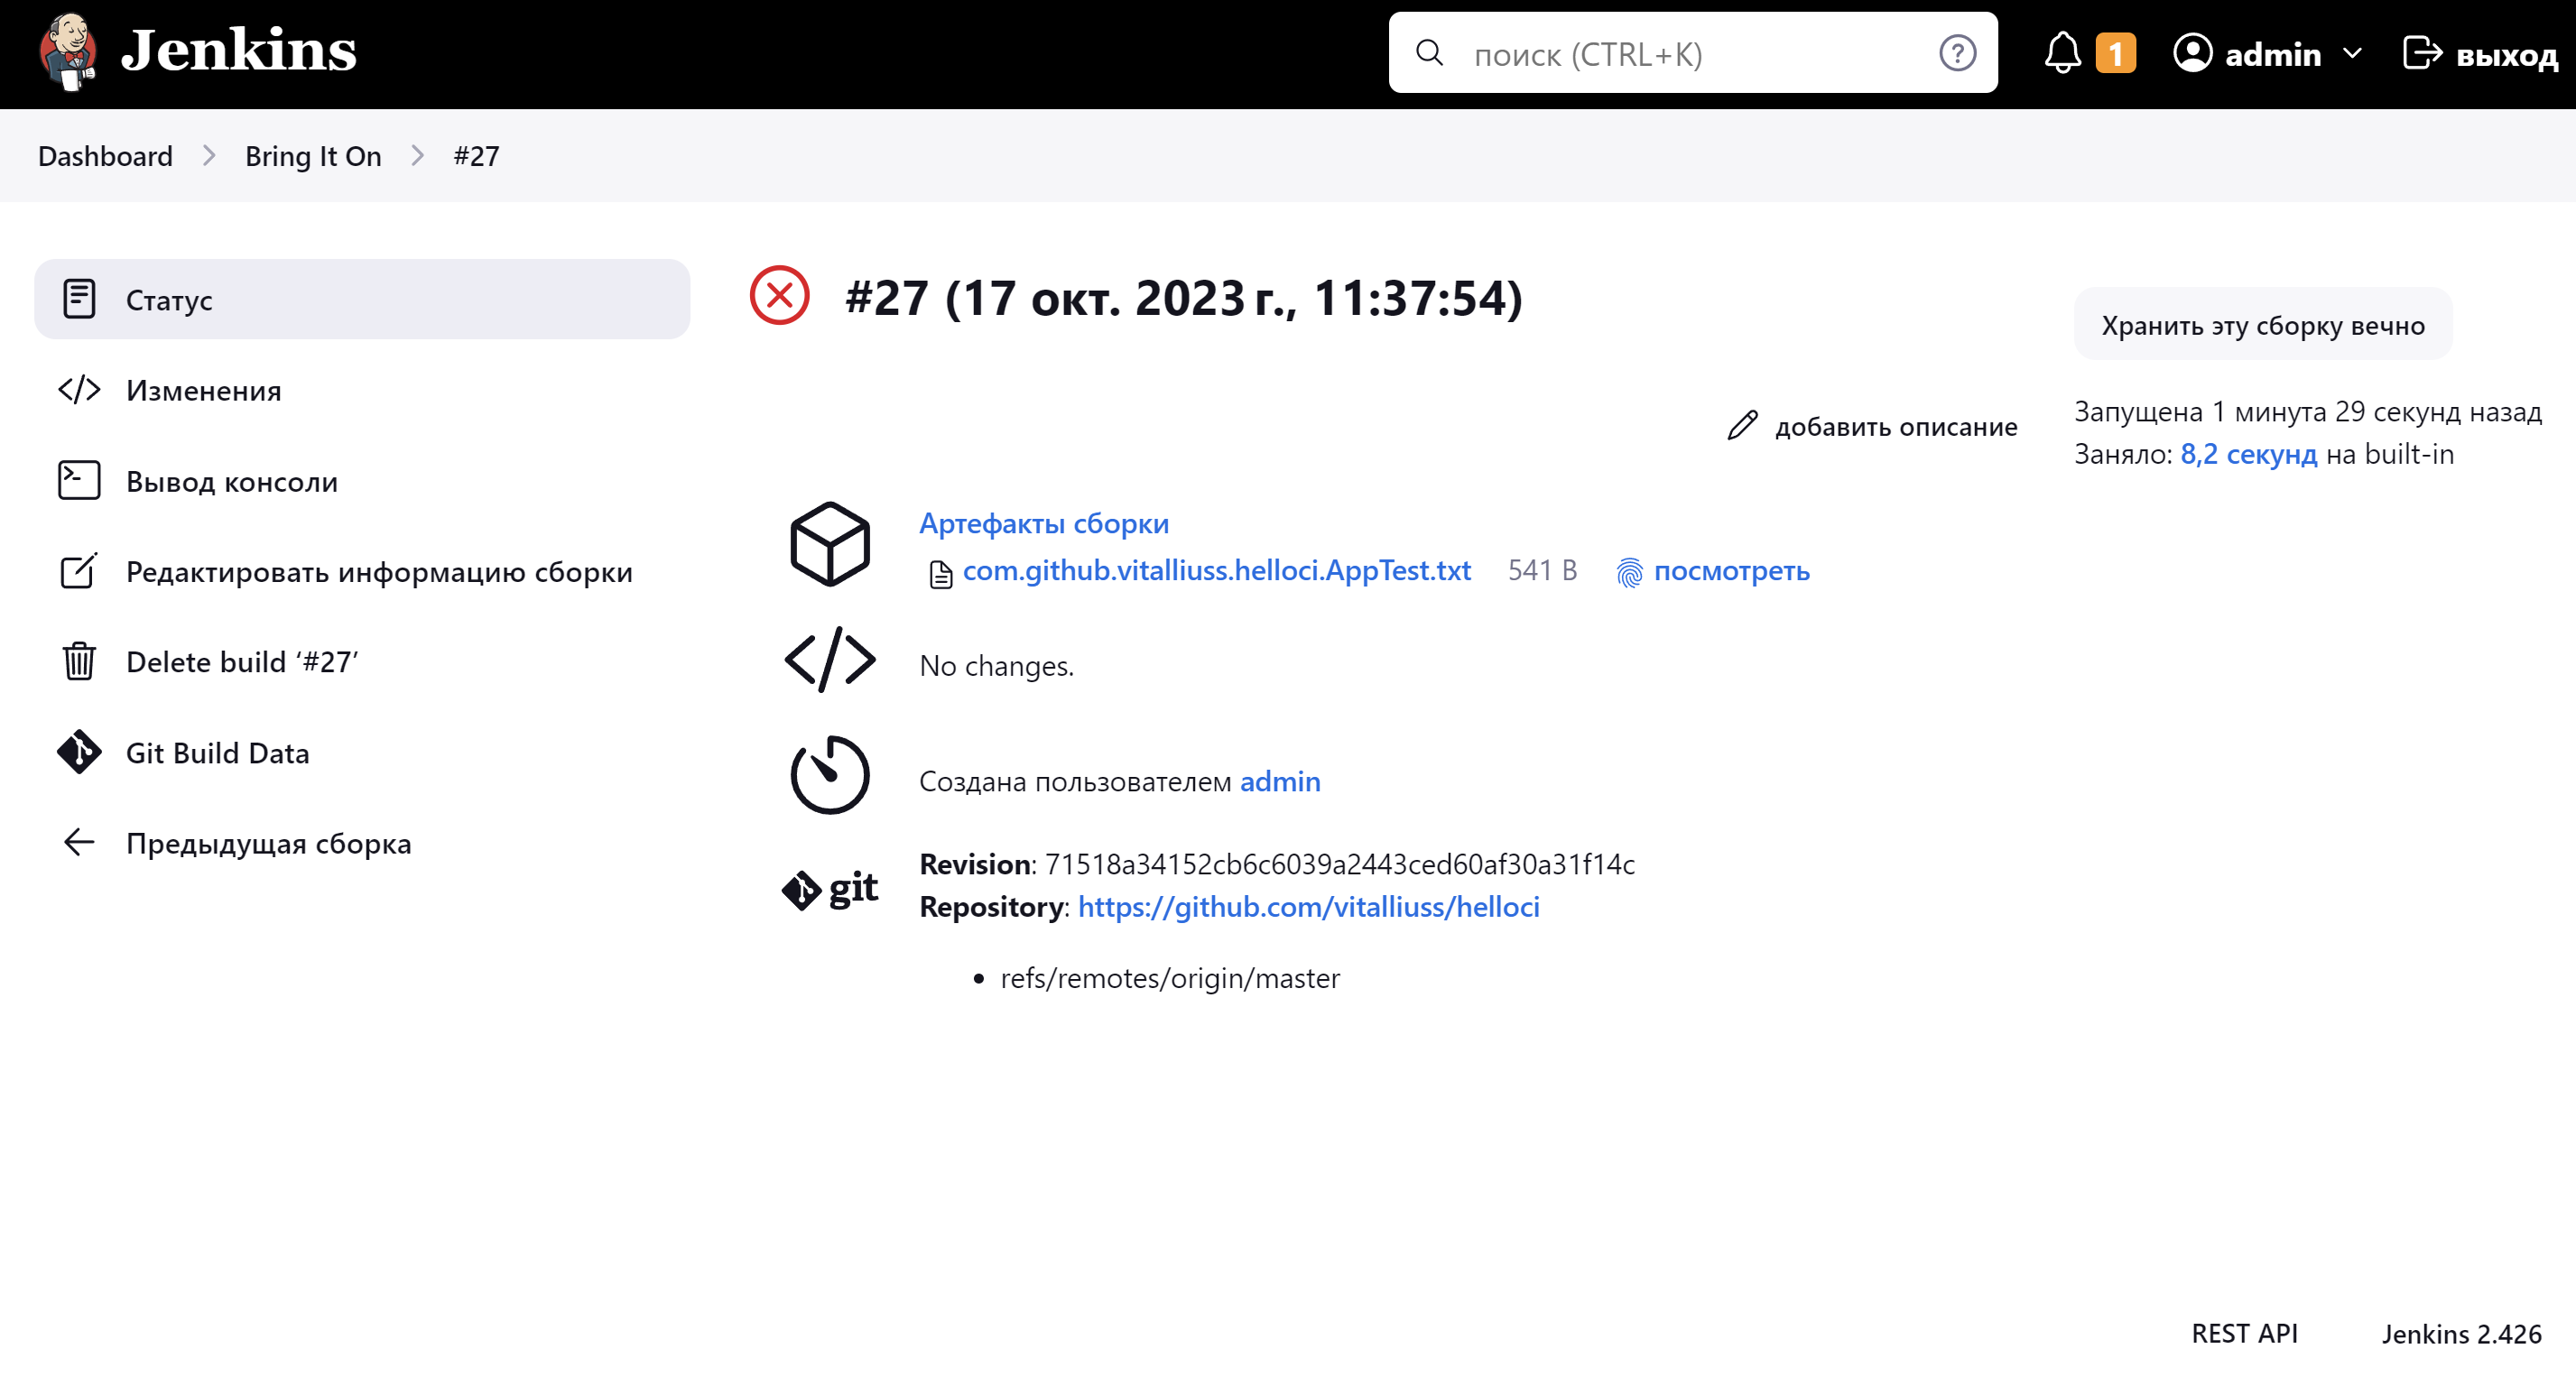 Jenkins
поиск (CTRL+K)
1
admin
выход
Dashboard
Bring It On
#27
Статус
Изменения
Вывод консоли
Редактировать информацию сборки
Delete build ‘#27’
Git Build Data
Предыдущая сборка
#27 (17 окт. 2023 г., 11:37:54)
Хранить эту сборку вечно
добавить описание
Запущена 1 минута 29 секунд назад
Заняло: 8,2 секунд на built-in
Артефакты сборки
com.github.vitalliuss.helloci.AppTest.txt 541 B посмотреть
No changes.
Создана пользователем admin
git
Revision: 71518a34152cb6c6039a2443ced60af30a31f14c
Repository: https://github.com/vitalliuss/helloci
refs/remotes/origin/master
REST API
Jenkins 2.426